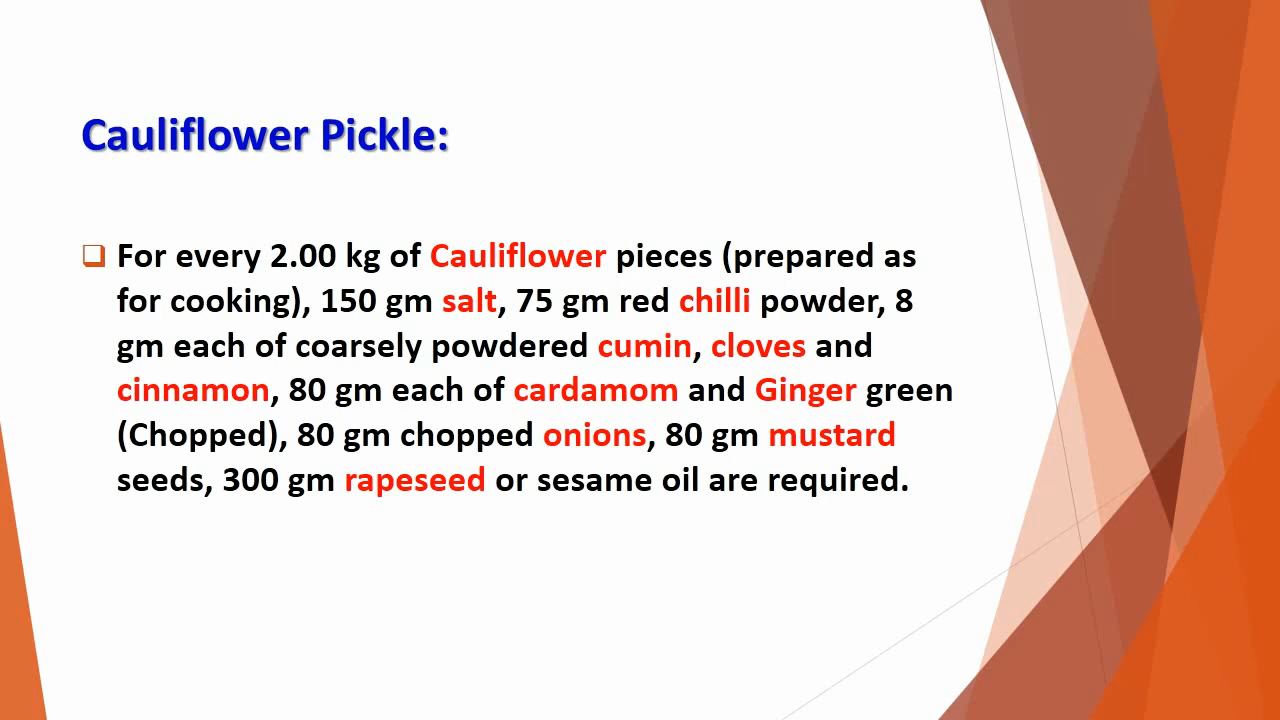 Cauliflower Pickle:
For every 2.00 kg of Cauliflower pieces (prepared as
for cooking), 150 gm salt, 75 gm red chilli powder, 8
gm each of coarsely powdered cumin, cloves and
cinnamon, 80 gm each of cardamom and Ginger green
(Chopped), 80 gm chopped onions, 80 gm mustard
seeds, 300 gm rapeseed or sesame oil are required.